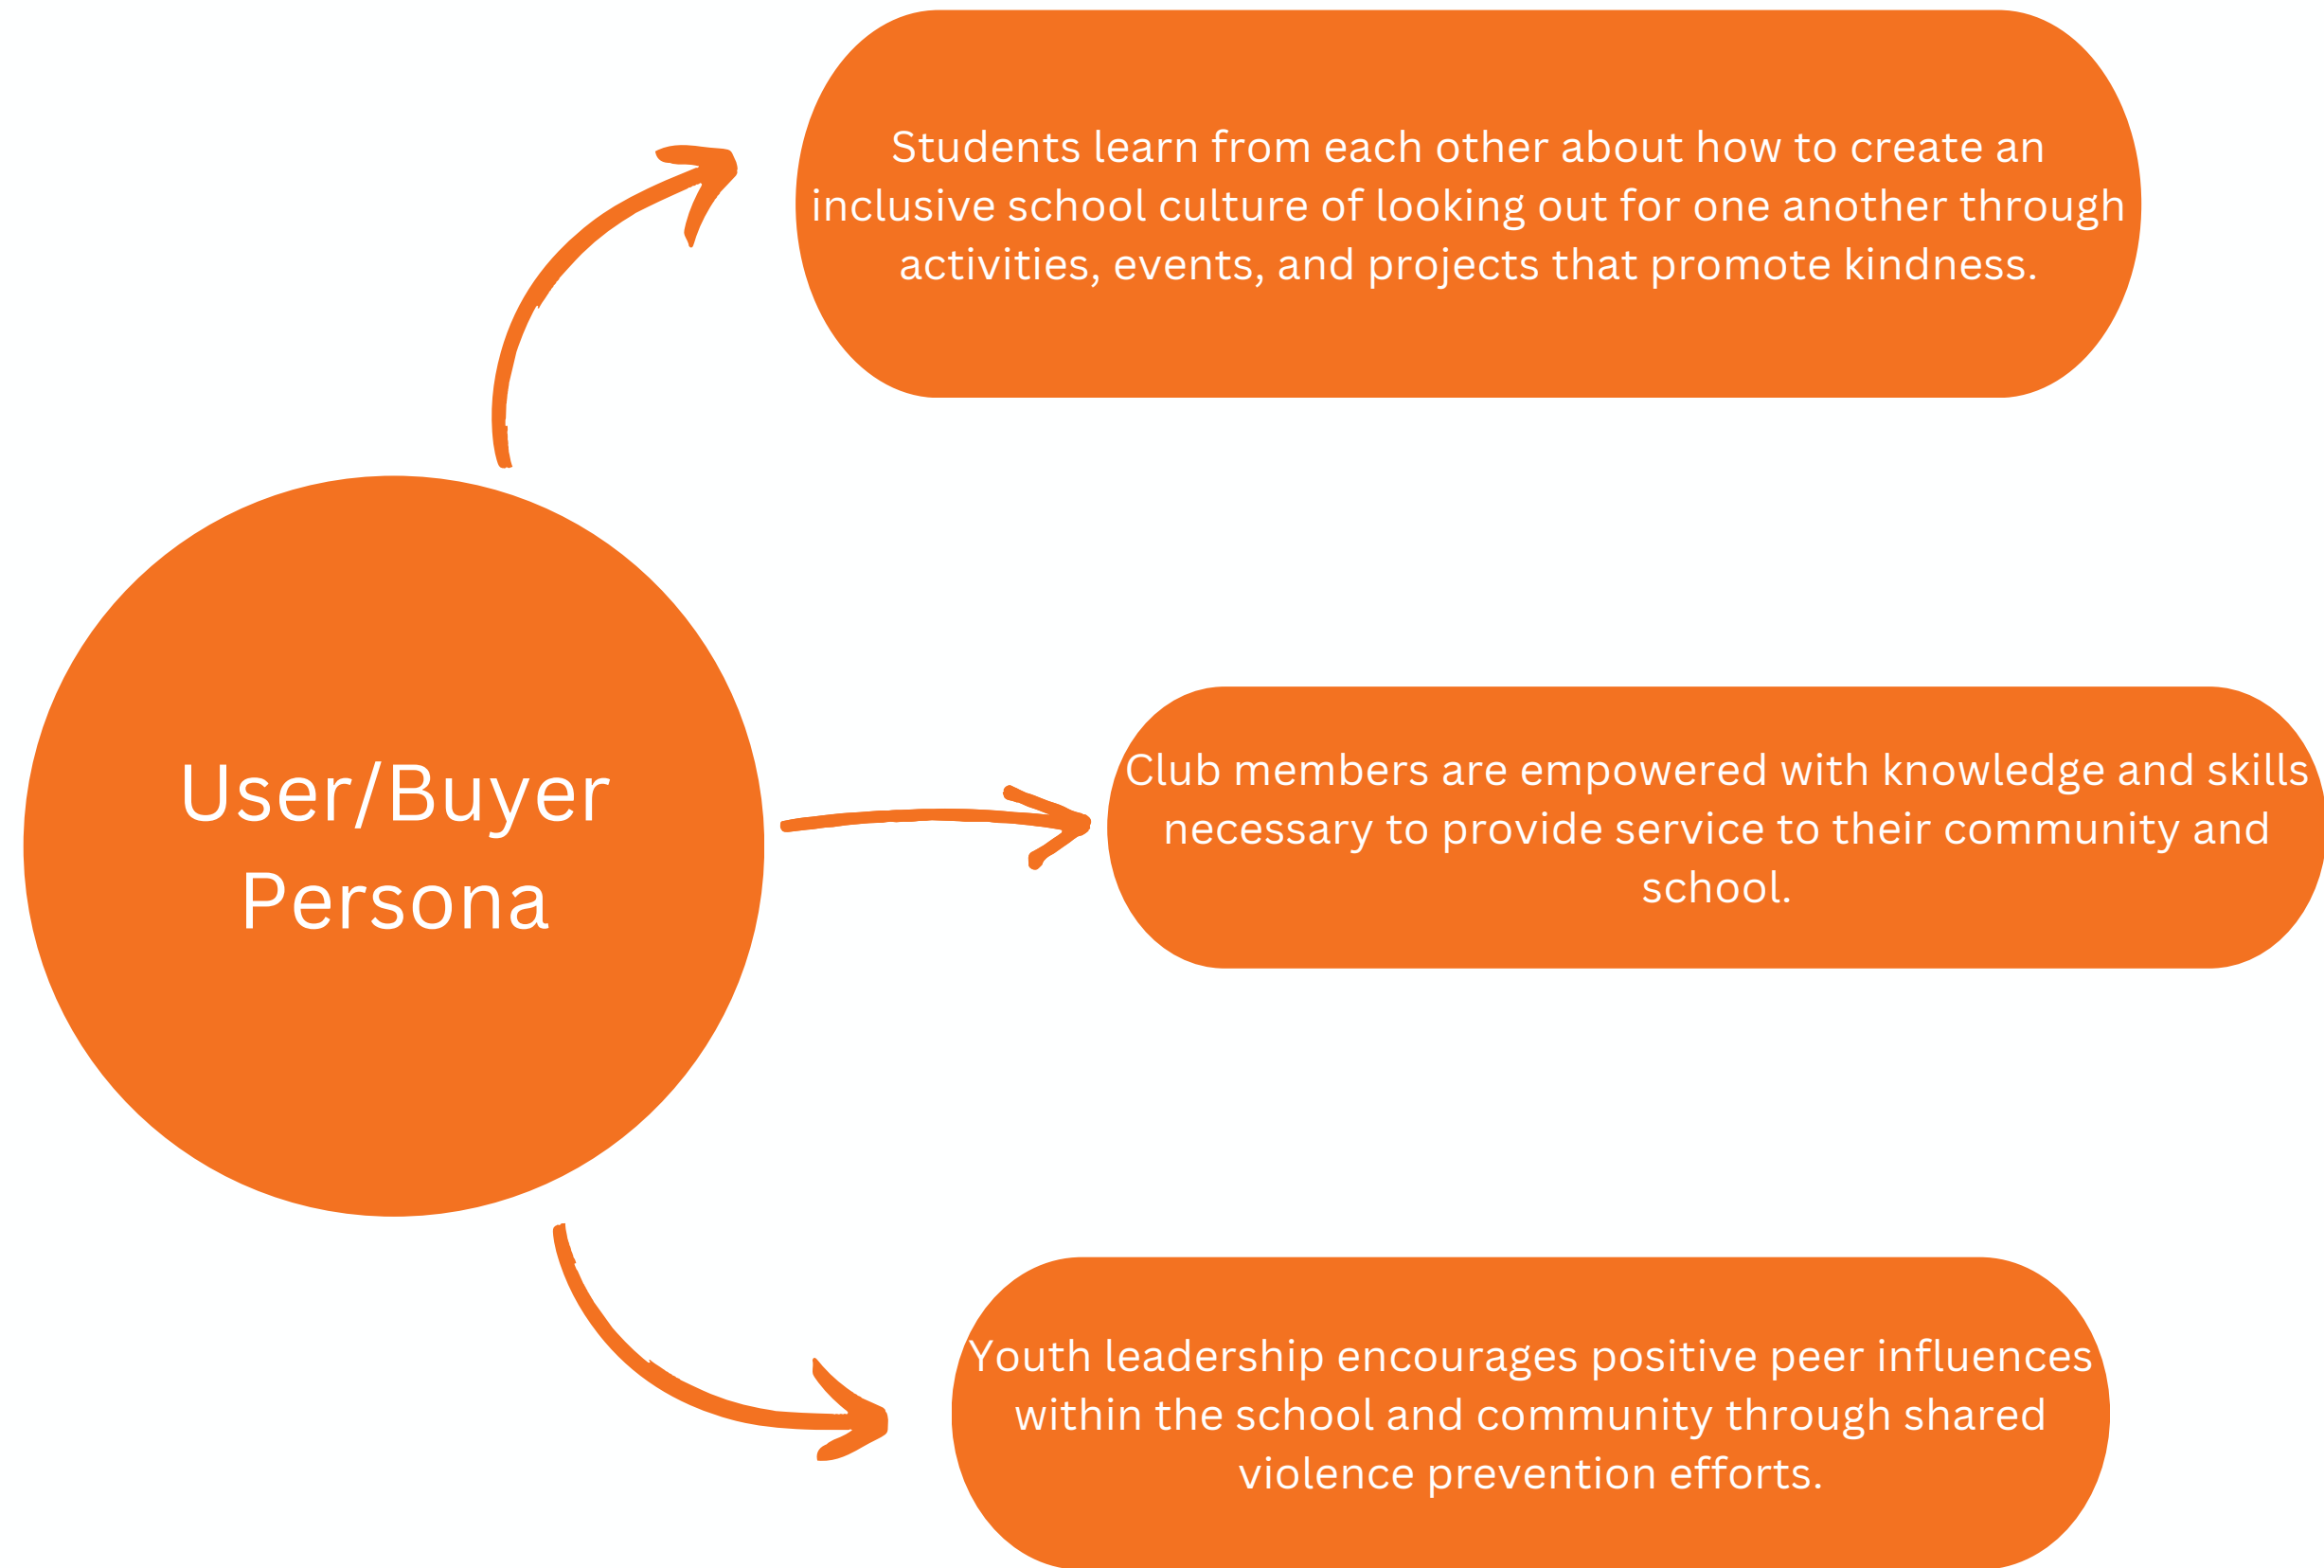 Students learn from each other about how to create an
inclusive school culture of looking out for one another through
activities, events, and projects that promote kindness.
User/Buyer
Persona
Club members are empowered with knowledge and skills
necessary to provide service to their community and
school.
Youth leadership encourages positive peer influences
within the school and community through shared
violence prevention efforts.